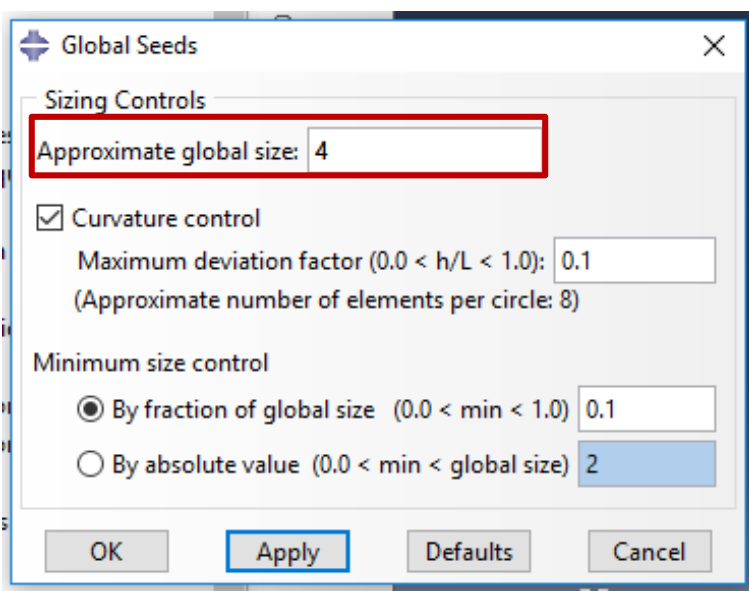 Global Seeds
Sizing Controls
Approximate global size: 4
Curvature control
Maximum deviation factor (0.0 < h/L < 1.0): 0.1
(Approximate number of elements per circle: 8)
Minimum size control
By fraction of global size (0.0 < min < 1.0) 0.1
By absolute value (0.0 < min < global size) 2
OK Apply Defaults Cancel